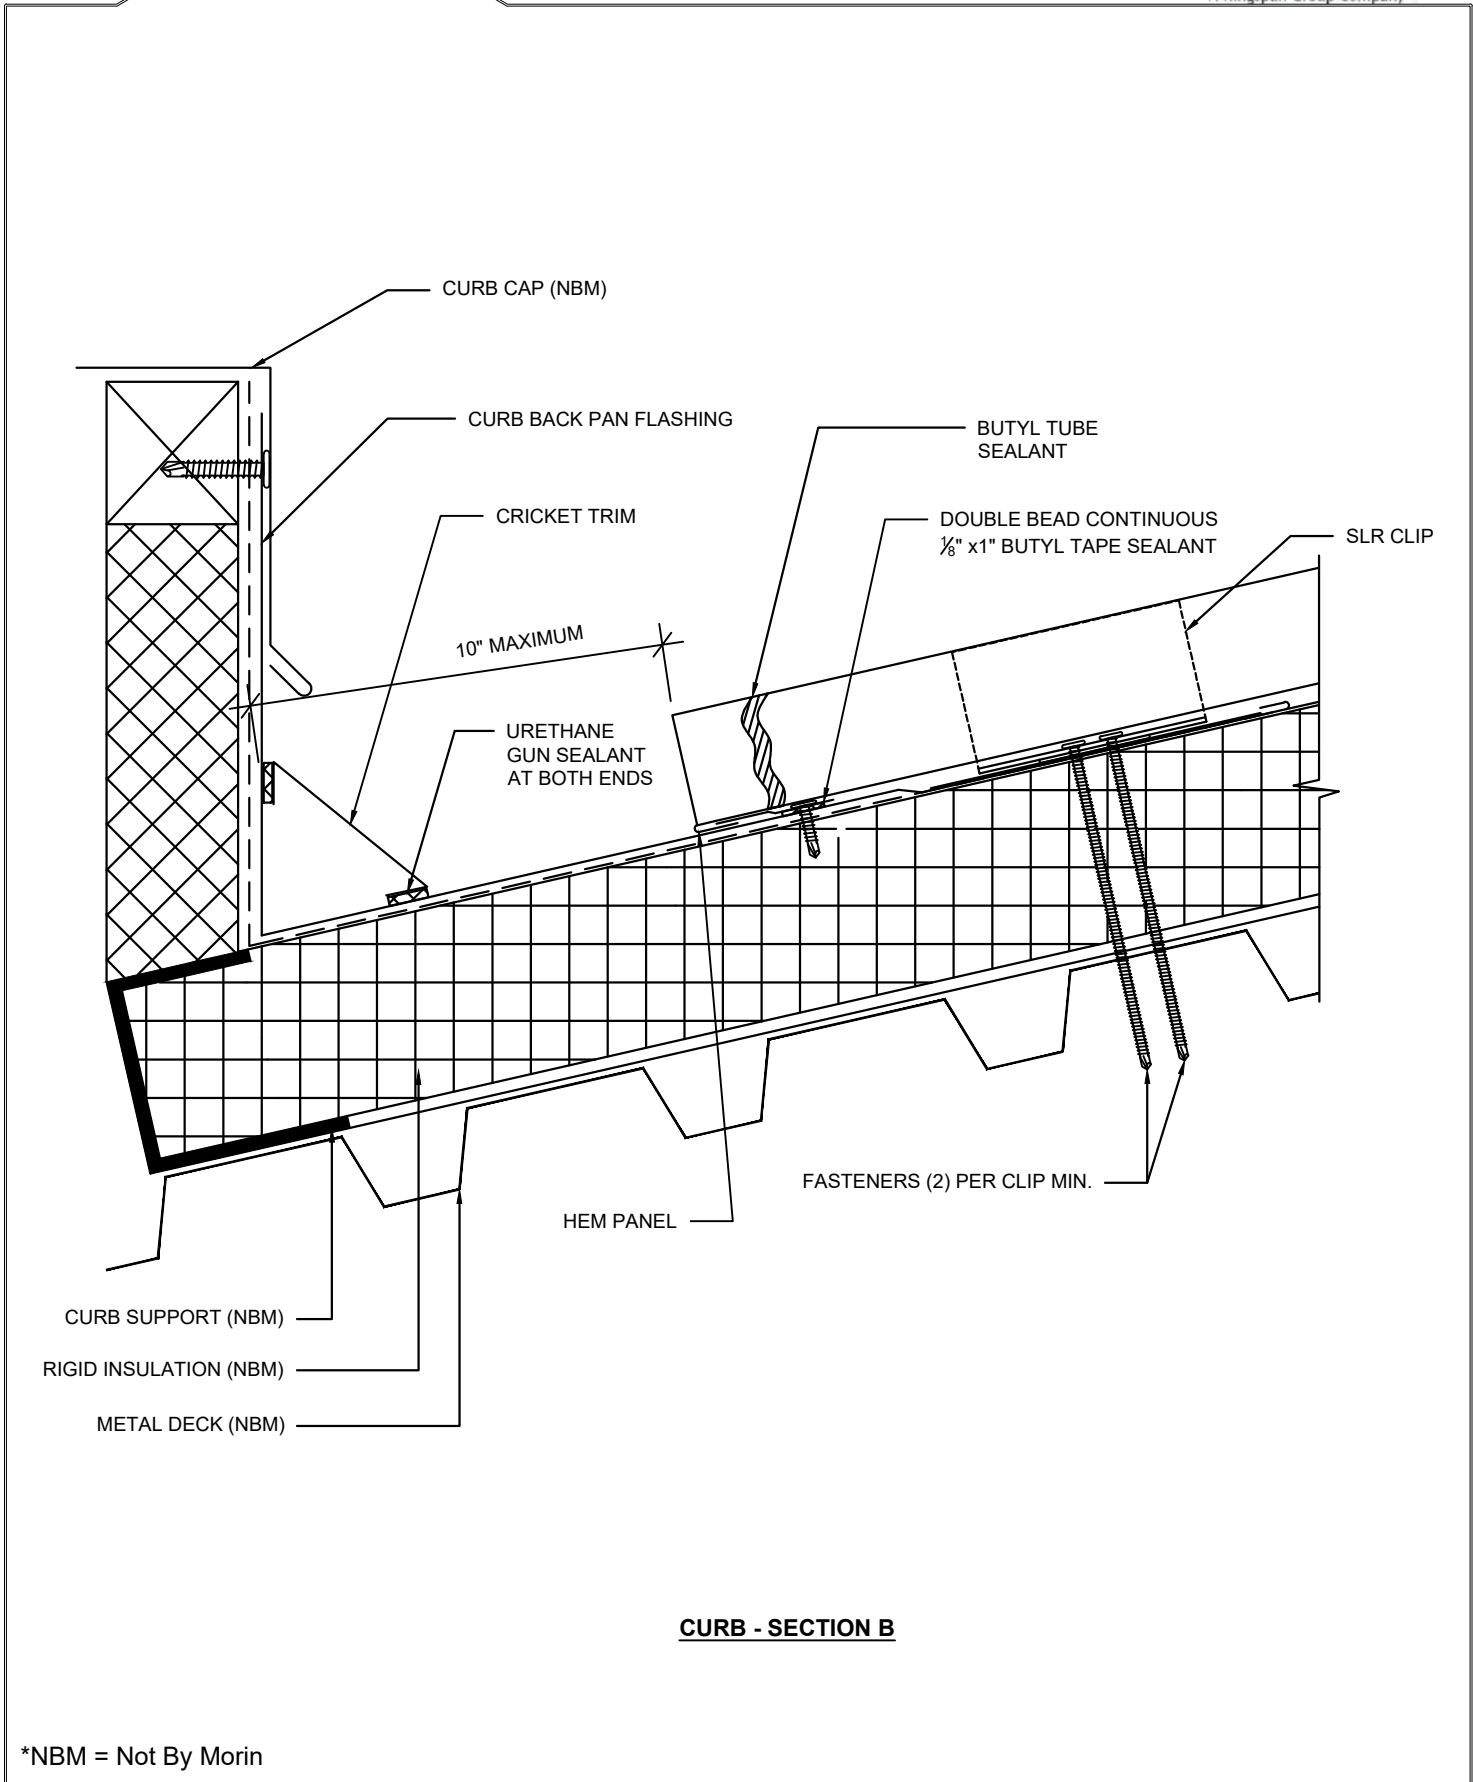 CURB CAP (NBM)
CURB BACK PAN FLASHING
BUTYL TUBE
SEALANT
CRICKET TRIM
DOUBLE BEAD CONTINUOUS
⅛" x1" BUTYL TAPE SEALANT
SLR CLIP
10" MAXIMUM
URETHANE
GUN SEALANT
AT BOTH ENDS
FASTENERS (2) PER CLIP MIN.
HEM PANEL
CURB SUPPORT (NBM)
RIGID INSULATION (NBM)
METAL DECK (NBM)
CURB - SECTION B
*NBM = Not By Morin